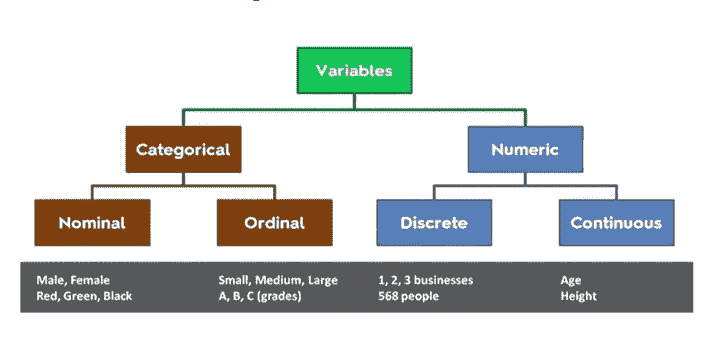 Variables
Categorical
Numeric
Nominal
Ordinal
Discrete
Continuous
Male, Female
Red, Green, Black
Small, Medium, Large
A, B, C (grades)
1, 2, 3 businesses
568 people
Age
Height